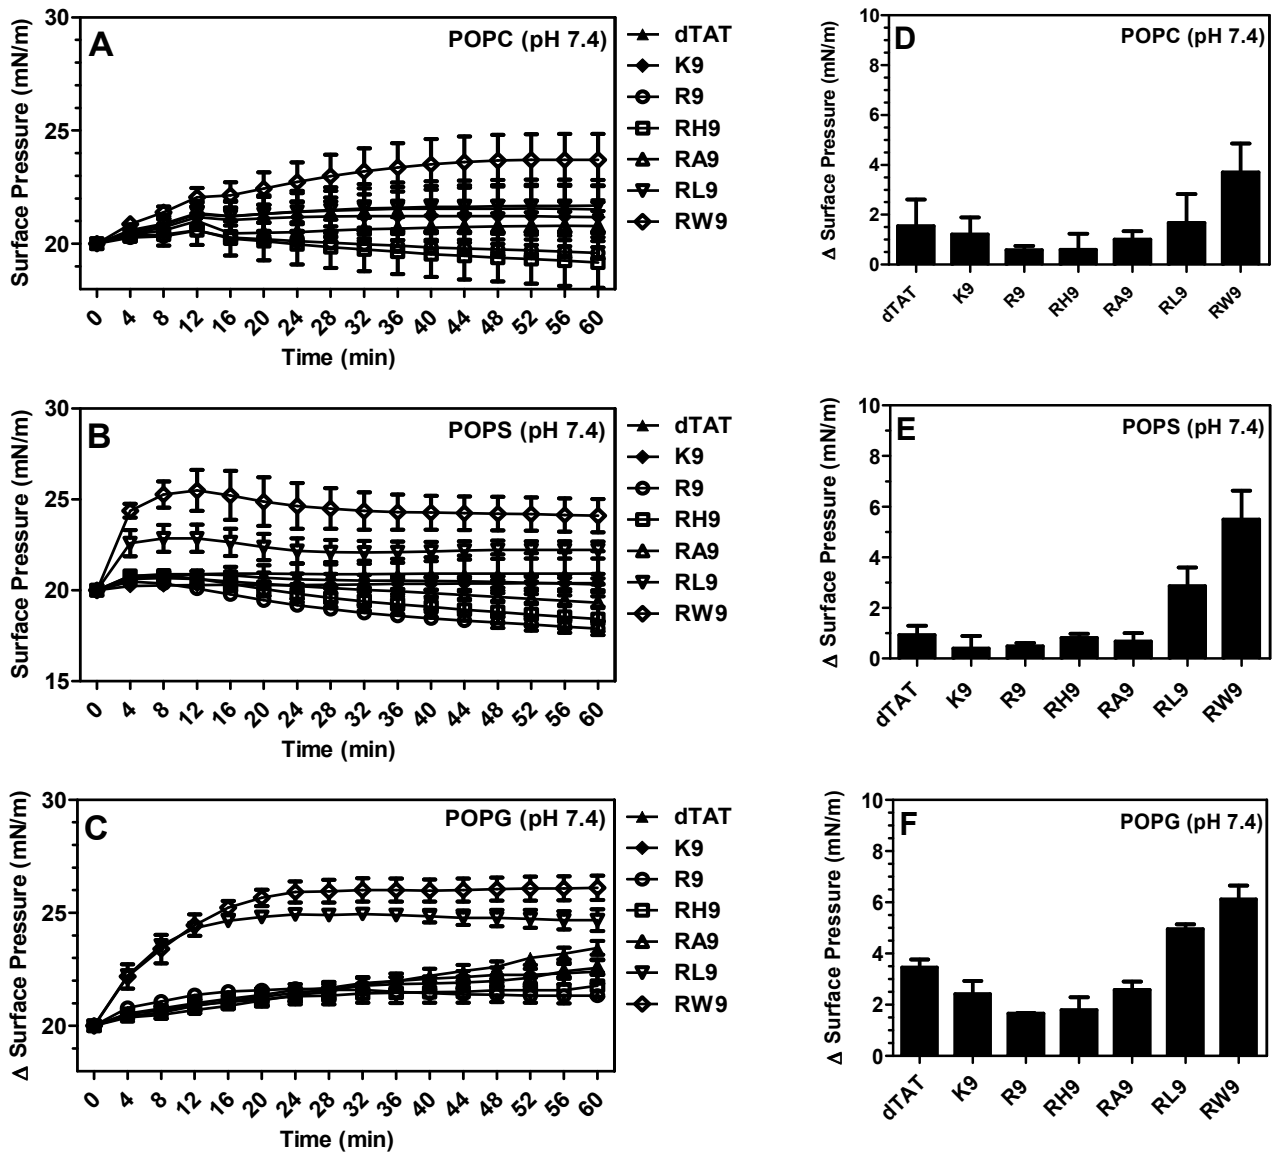 A
POPC (pH 7.4)
Surface Pressure (mN/m)
30
25
20
0 4 8 12 16 20 24 28 32 36 40 44 48 52 56 60
Time (min)
dTAT
K9
R9
RH9
RA9
RL9
RW9
D
POPC (pH 7.4)
Δ Surface Pressure (mN/m)
10
8
6
4
2
0
dTAT K9 R9 RH9 RA9 RL9 RW9
B
POPS (pH 7.4)
Surface Pressure (mN/m)
30
25
20
15
0 4 8 12 16 20 24 28 32 36 40 44 48 52 56 60
Time (min)
dTAT
K9
R9
RH9
RA9
RL9
RW9
E
POPS (pH 7.4)
Δ Surface Pressure (mN/m)
10
8
6
4
2
0
dTAT K9 R9 RH9 RA9 RL9 RW9
C
POPG (pH 7.4)
Δ Surface Pressure (mN/m)
30
25
20
0 4 8 12 16 20 24 28 32 36 40 44 48 52 56 60
Time (min)
dTAT
K9
R9
RH9
RA9
RL9
RW9
F
POPG (pH 7.4)
Δ Surface Pressure (mN/m)
10
8
6
4
2
0
dTAT K9 R9 RH9 RA9 RL9 RW9